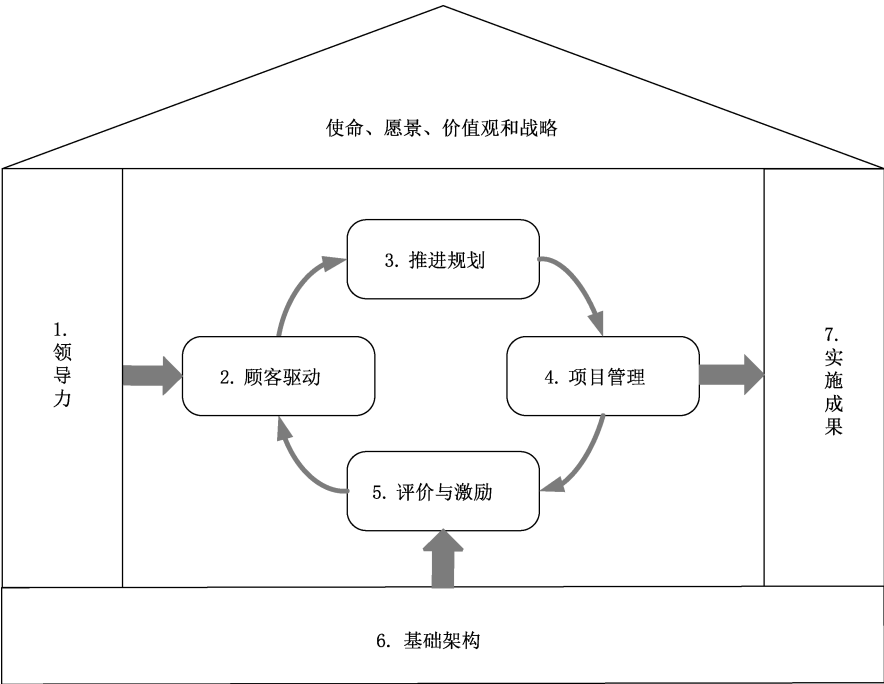 使命、愿景、价值观和战略
3. 推进规划
1.
领
导
力
2. 顾客驱动
4. 项目管理
7.
实
施
成
果
5. 评价与激励
6. 基础架构